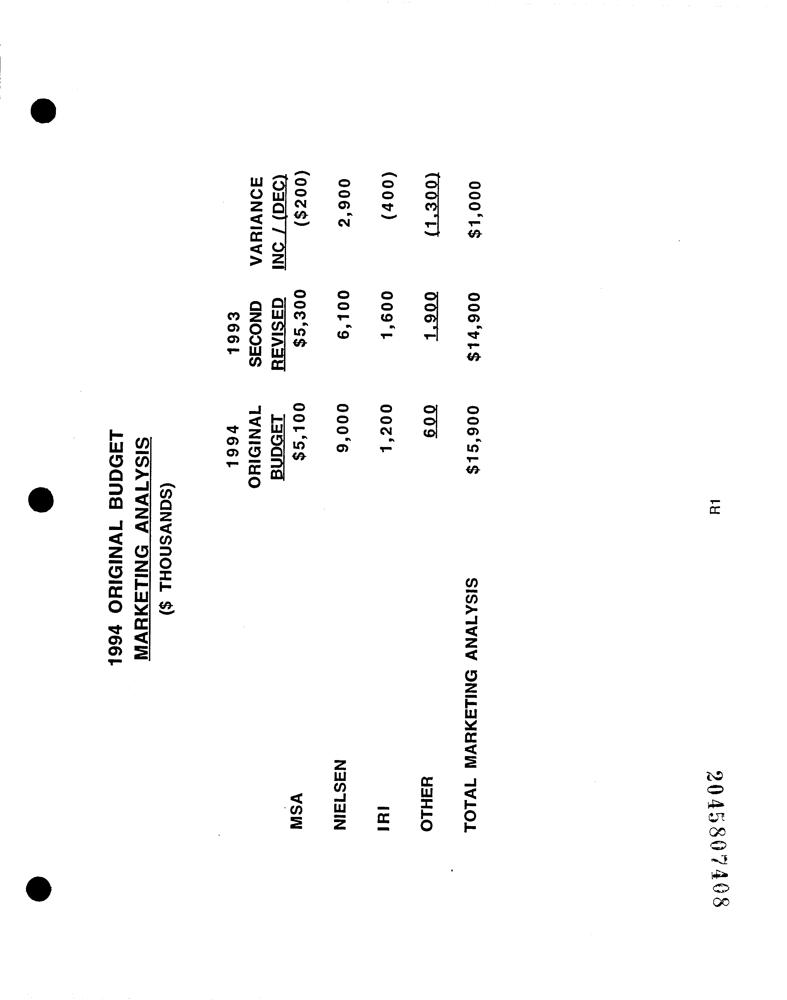 1994 ORIGINAL BUDGET
MARKETING ANALYSIS
($ THOUSANDS)
1994 1993
ORIGINAL SECOND VARIANCE
BUDGET REVISED INC / (DEC)
MSA $5,100 $5,300 ($200)
NIELSEN 9,000 6,100 2,900
IRI 1,200 1,600 (400)
OTHER 600 1,900 (1,300)
TOTAL MARKETING ANALYSIS $15,900 $14,900 $1,000
R1
2045807408